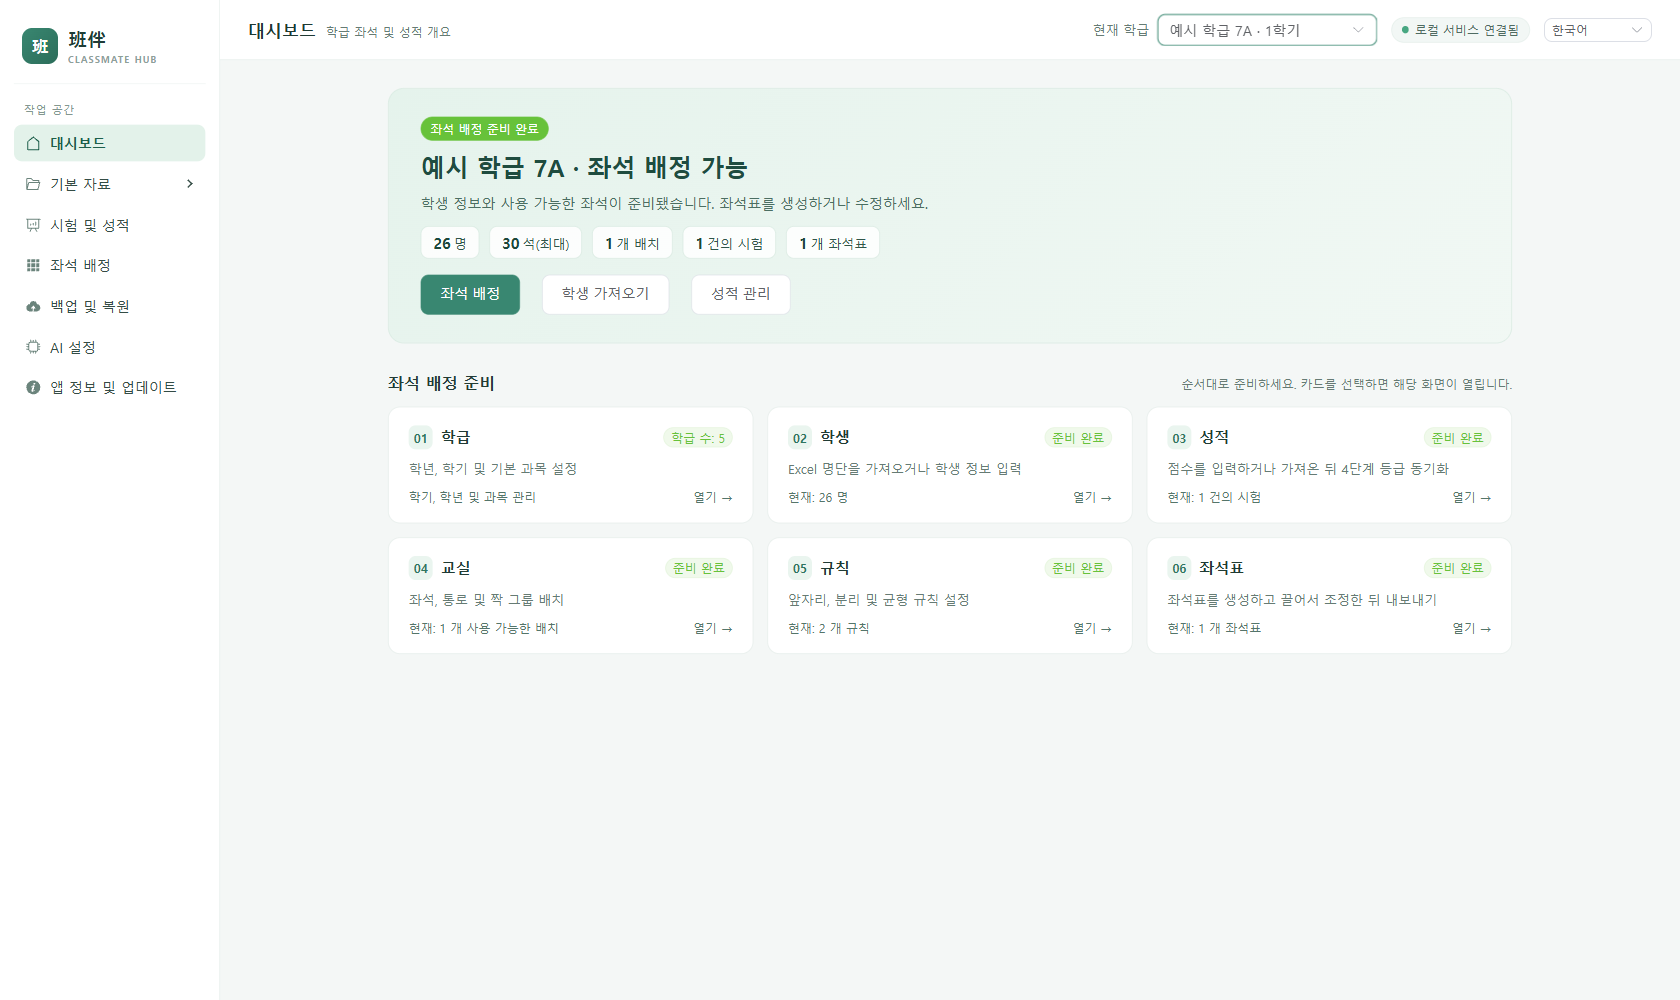 班
班伴
CLASSMATE HUB
작업 공간
대시보드
기본 자료
시험 및 성적
좌석 배정
백업 및 복원
AI 설정
앱 정보 및 업데이트
대시보드 학급 좌석 및 성적 개요
현재 학급 예시 학급 7A · 1학기
로컬 서비스 연결됨
한국어
좌석 배정 준비 완료
예시 학급 7A · 좌석 배정 가능
학생 정보와 사용 가능한 좌석이 준비됐습니다. 좌석표를 생성하거나 수정하세요.
26 명
30 석(최대)
1 개 배치
1 건의 시험
1 개 좌석표
좌석 배정
학생 가져오기
성적 관리
좌석 배정 준비
순서대로 준비하세요. 카드를 선택하면 해당 화면이 열립니다.
01 학급 학급 수: 5
학년, 학기 및 기본 과목 설정
학기, 학년 및 과목 관리 열기 →
02 학생 준비 완료
Excel 명단을 가져오거나 학생 정보 입력
현재: 26 명 열기 →
03 성적 준비 완료
점수를 입력하거나 가져온 뒤 4단계 등급 동기화
현재: 1 건의 시험 열기 →
04 교실 준비 완료
좌석, 통로 및 짝 그룹 배치
현재: 1 개 사용 가능한 배치 열기 →
05 규칙 준비 완료
앞자리, 분리 및 균형 규칙 설정
현재: 2 개 규칙 열기 →
06 좌석표 준비 완료
좌석표를 생성하고 끌어서 조정한 뒤 내보내기
현재: 1 개 좌석표 열기 →